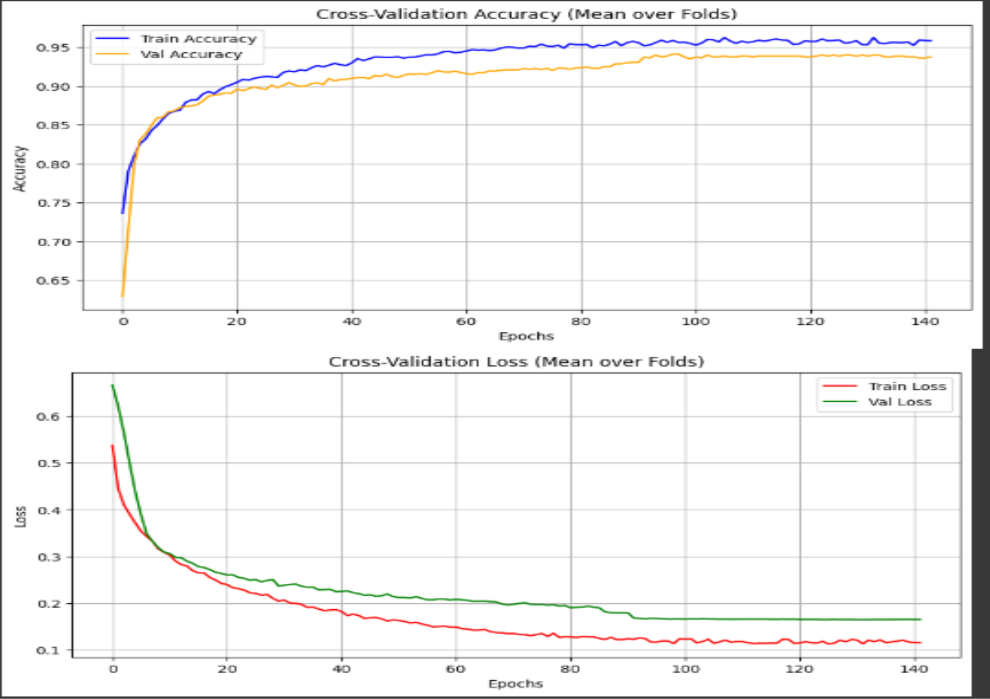 Cross-Validation Accuracy (Mean over Folds)
Train Accuracy
Val Accuracy
0.95
0.90
0.85
0.80
0.75
0.70
0.65
Accuracy
0 20 40 60 80 100 120 140
Epochs
Cross-Validation Loss (Mean over Folds)
Train Loss
Val Loss
0.6
0.5
0.4
0.3
0.2
0.1
Loss
0 20 40 60 80 100 120 140
Epochs